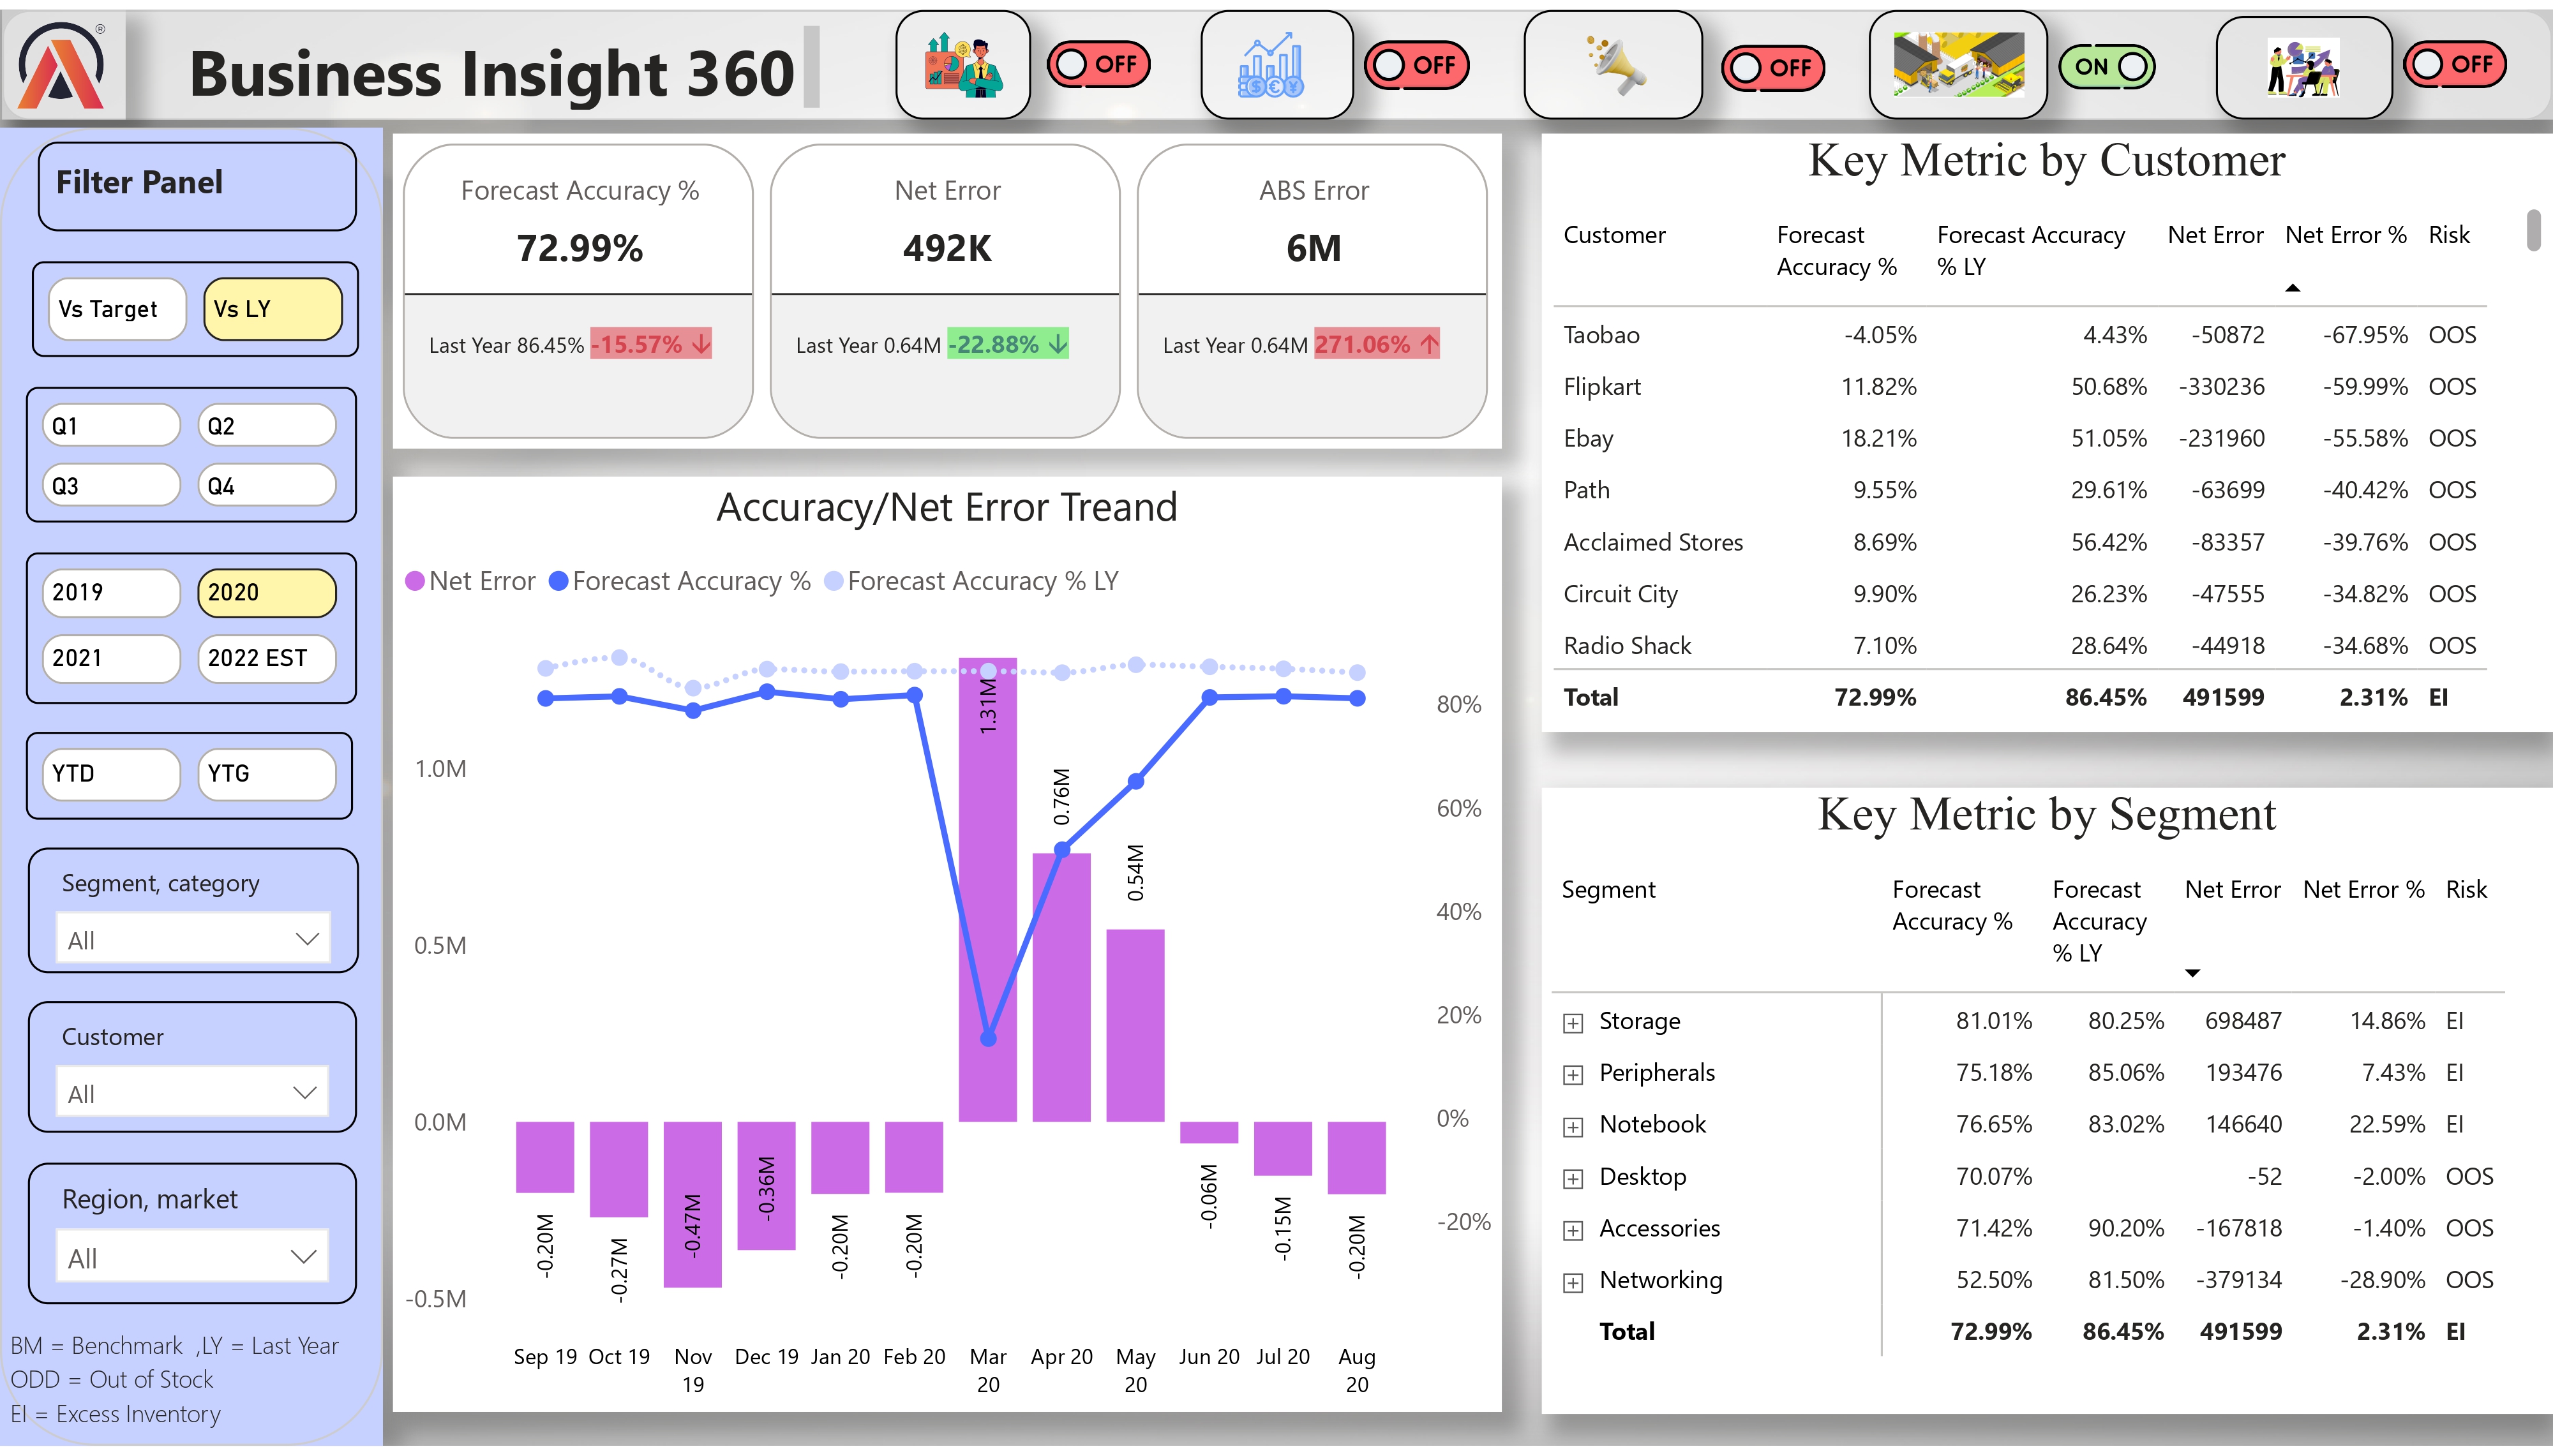 Business Insight 360
®
OFF
OFF
OFF
ON
OFF
Filter Panel
Vs Target
Vs LY
Q1
Q2
Q3
Q4
2019
2020
2021
2022 EST
YTD
YTG
Segment, category
All
Customer
All
Region, market
All
BM = Benchmark ,LY = Last Year
ODD = Out of Stock
EI = Excess Inventory
Forecast Accuracy %
72.99%
Last Year 86.45% -15.57% ↓
Net Error
492K
Last Year 0.64M -22.88% ↓
ABS Error
6M
Last Year 0.64M 271.06% ↑
Accuracy/Net Error Treand
Net Error
Forecast Accuracy %
Forecast Accuracy % LY
1.0M
0.5M
0.0M
-0.5M
80%
60%
40%
20%
0%
-20%
-0.20M
-0.27M
-0.47M
-0.36M
-0.20M
-0.20M
1.31M
0.76M
0.54M
-0.06M
-0.15M
-0.20M
Sep 19
Oct 19
Nov
19
Dec 19
Jan 20
Feb 20
Mar
20
Apr 20
May
20
Jun 20
Jul 20
Aug
20
Key Metric by Customer
Customer
Forecast
Accuracy %
Forecast Accuracy
% LY
Net Error
Net Error %
Risk
Taobao -4.05% 4.43% -50872 -67.95% OOS
Flipkart 11.82% 50.68% -330236 -59.99% OOS
Ebay 18.21% 51.05% -231960 -55.58% OOS
Path 9.55% 29.61% -63699 -40.42% OOS
Acclaimed Stores 8.69% 56.42% -83357 -39.76% OOS
Circuit City 9.90% 26.23% -47555 -34.82% OOS
Radio Shack 7.10% 28.64% -44918 -34.68% OOS
Total 72.99% 86.45% 491599 2.31% EI
Key Metric by Segment
Segment
Forecast
Accuracy %
Forecast
Accuracy
% LY
Net Error
Net Error %
Risk
Storage 81.01% 80.25% 698487 14.86% EI
Peripherals 75.18% 85.06% 193476 7.43% EI
Notebook 76.65% 83.02% 146640 22.59% EI
Desktop 70.07% -52 -2.00% OOS
Accessories 71.42% 90.20% -167818 -1.40% OOS
Networking 52.50% 81.50% -379134 -28.90% OOS
Total 72.99% 86.45% 491599 2.31% EI